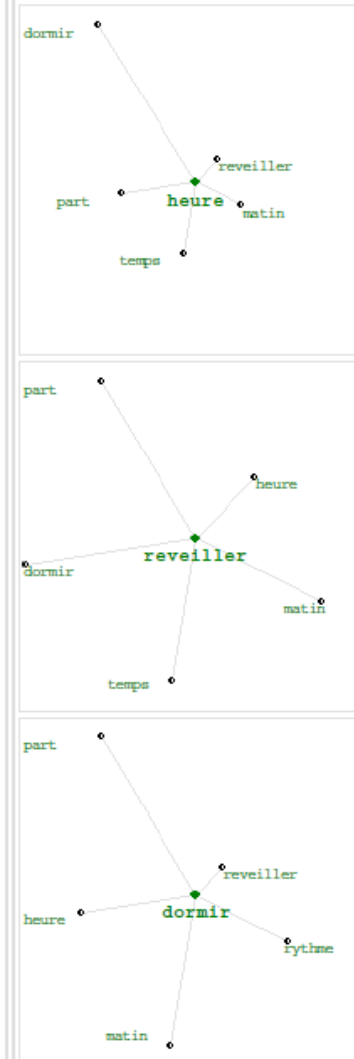 dormir
reveiller
part
heure
matin
temps
part
heure
reveiller
dormir
matin
temps
part
reveiller
dormir
heure
rythme
matin